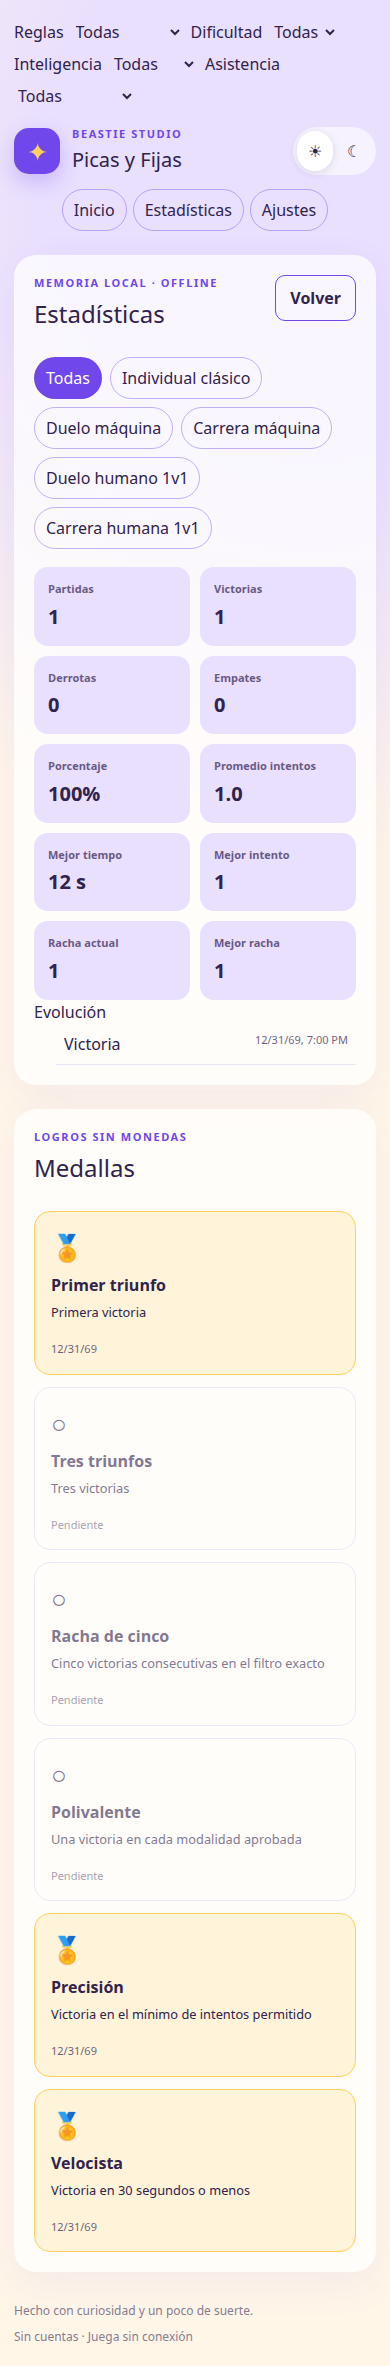 Reglas Todas Dificultad Todas
Inteligencia Todas Asistencia
Todas
BEASTIE STUDIO
Picas y Fijas
Inicio Estadísticas Ajustes
MEMORIA LOCAL · OFFLINE
Estadísticas
Volver
Todas Individual clásico
Duelo máquina Carrera máquina
Duelo humano 1v1
Carrera humana 1v1
Partidas Victorias
1 1
Derrotas Empates
0 0
Porcentaje Promedio intentos
100% 1.0
Mejor tiempo Mejor intento
12 s 1
Racha actual Mejor racha
1 1
Evolución
Victoria 12/31/69, 7:00 PM
LOGROS SIN MONEDAS
Medallas
Primer triunfo
Primera victoria
12/31/69
Tres triunfos
Tres victorias
Pendiente
Racha de cinco
Cinco victorias consecutivas en el filtro exacto
Pendiente
Polivalente
Una victoria en cada modalidad aprobada
Pendiente
Precisión
Victoria en el mínimo de intentos permitido
12/31/69
Velocista
Victoria en 30 segundos o menos
12/31/69
Hecho con curiosidad y un poco de suerte.
Sin cuentas · Juega sin conexión